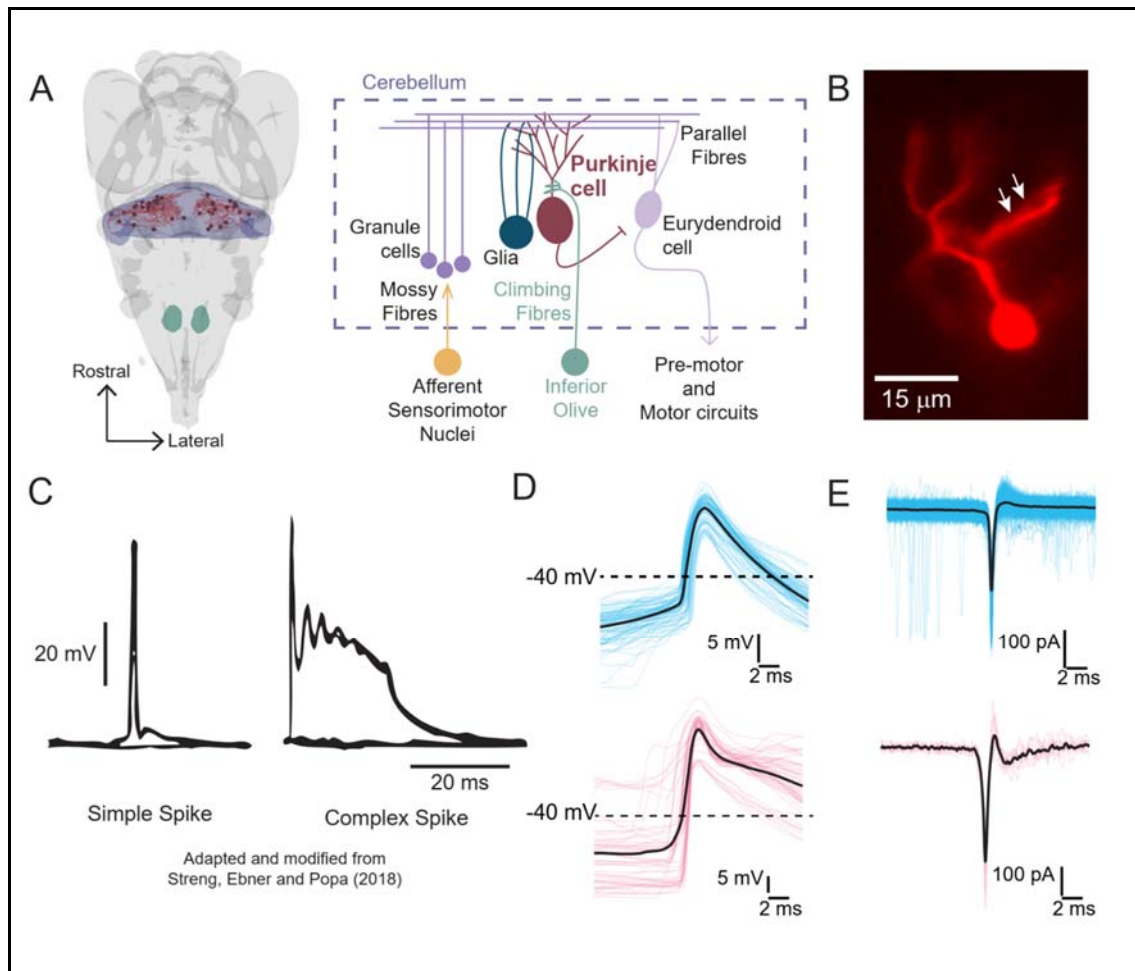 A
Cerebellum
Parallel
Fibres
Purkinje
cell
Granule
cells
Glia
Eurydendroid
cell
Mossy
Fibres
Climbing
Fibres
Rostral
Lateral
Afferent
Sensorimotor
Nuclei
Inferior
Olive
Pre-motor
and
Motor circuits
B
15 μm
C
20 mV
20 ms
Simple Spike
Complex Spike
Adapted and modified from
Streng, Ebner and Popa (2018)
D
-40 mV
5 mV
2 ms
-40 mV
5 mV
2 ms
E
100 pA
2 ms
100 pA
2 ms